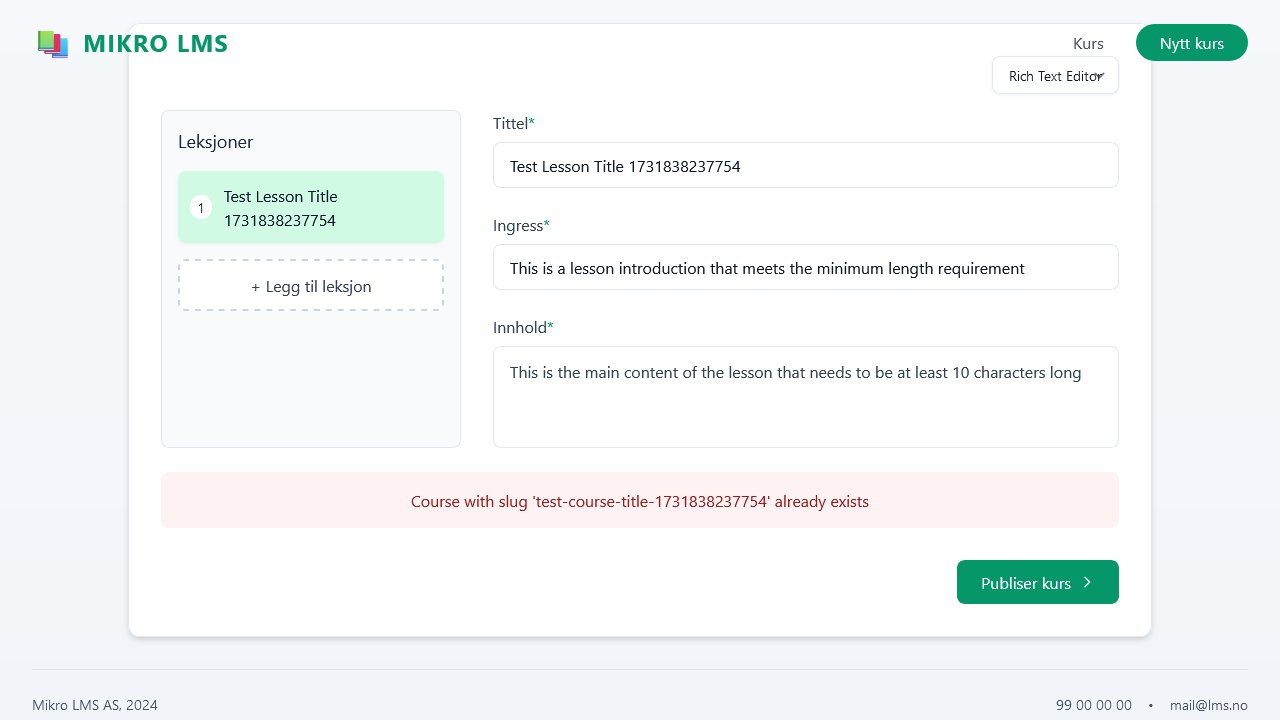 MIKRO LMS
Kurs
Nytt kurs
Rich Text Editor
Leksjoner
1
Test Lesson Title
1731838237754
+ Legg til leksjon
Tittel*
Test Lesson Title 1731838237754
Ingress*
This is a lesson introduction that meets the minimum length requirement
Innhold*
This is the main content of the lesson that needs to be at least 10 characters long
Course with slug 'test-course-title-1731838237754' already exists
Publiser kurs
Mikro LMS AS, 2024
99 00 00 00 • mail@lms.no